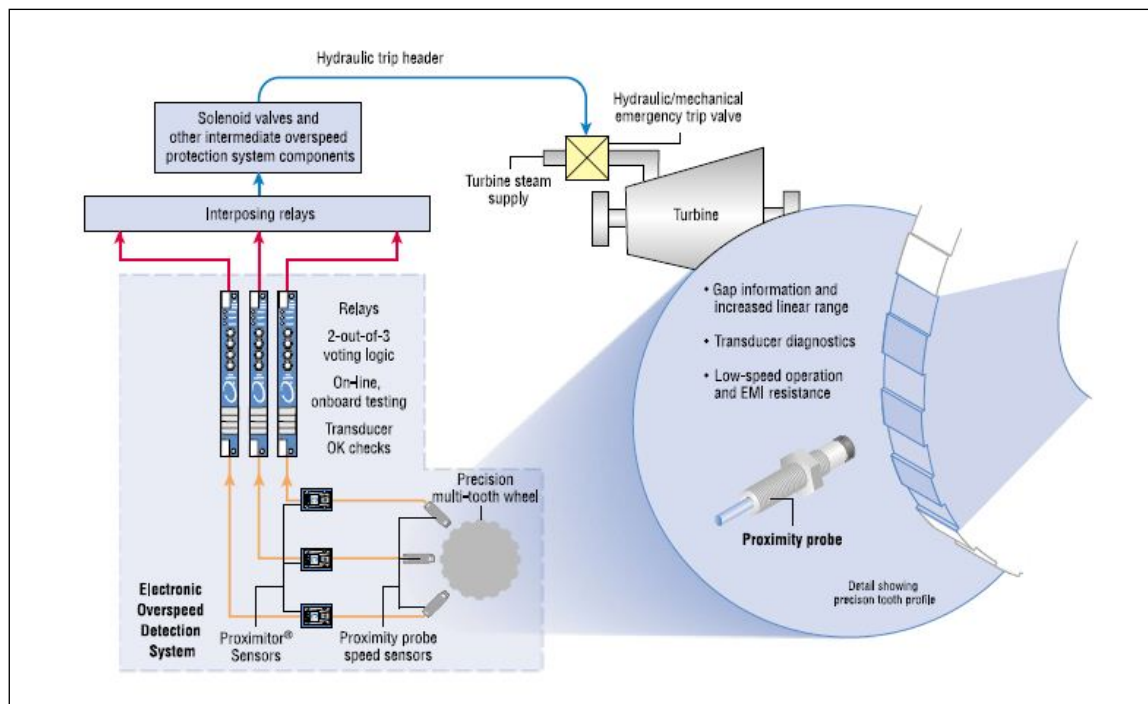 Hydraulic trip header
Solenoid valves and
other intermediate overspeed
protection system components
Hydraulic/mechanical
emergency trip valve
Turbine steam
supply
Turbine
Interposing relays
Relays
2-out-of-3
voting logic
On-line,
onboard testing
Transducer
OK checks
• Gap information and
increased linear range
• Transducer diagnostics
• Low-speed operation
and EMI resistance
Precision
multi-tooth wheel
Proximity probe
Electronic
Overspeed
Detection
System
Proximitor®
Sensors
Proximity probe
speed sensors
Detail showing
precison tooth profile